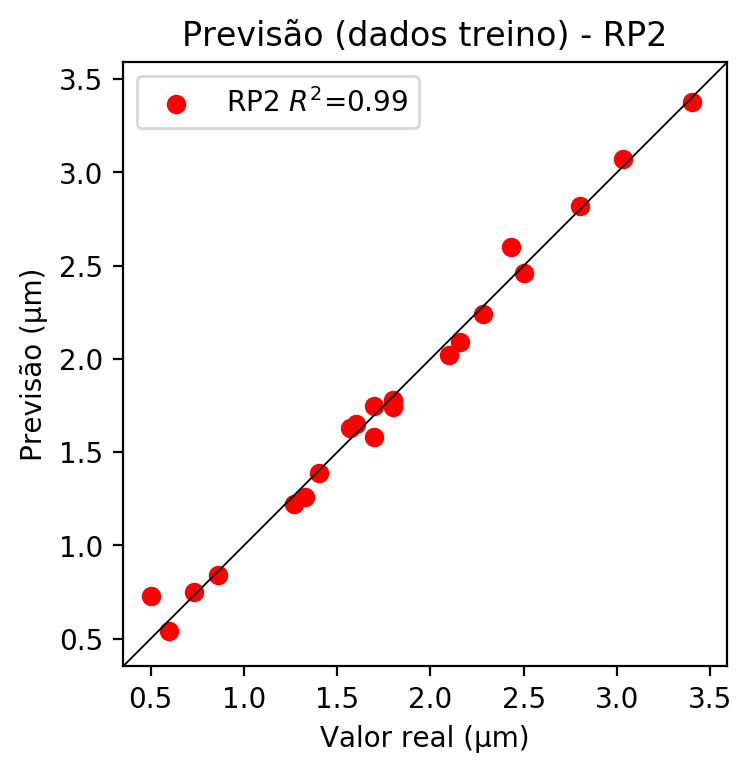 Previsão (dados treino) - RP2
RP2 R²=0.99
Previsão (µm)
3.5
3.0
2.5
2.0
1.5
1.0
0.5
0.5 1.0 1.5 2.0 2.5 3.0 3.5
Valor real (µm)